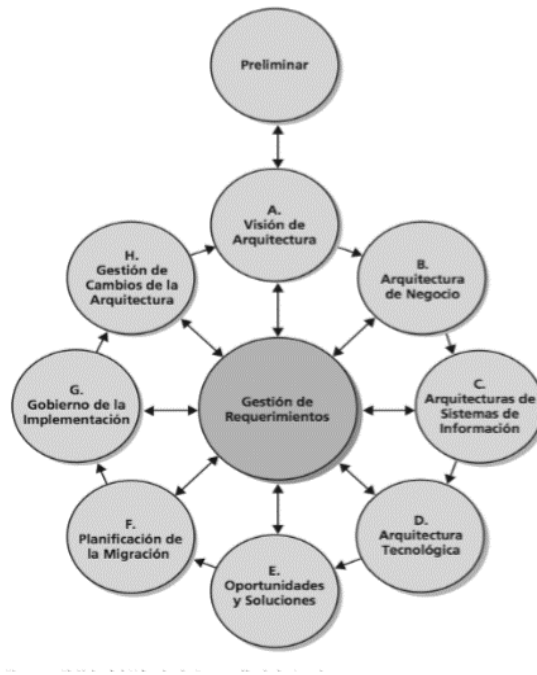 Preliminar
A.
Visión de
Arquitectura
B.
Arquitectura
de Negocio
C.
Arquitecturas de
Sistemas de
Información
D.
Arquitectura
Tecnológica
E.
Oportunidades
y Soluciones
F.
Planificación de
la Migración
G.
Gobierno de la
Implementación
H.
Gestión de
Cambios de la
Arquitectura
Gestión de
Requerimientos